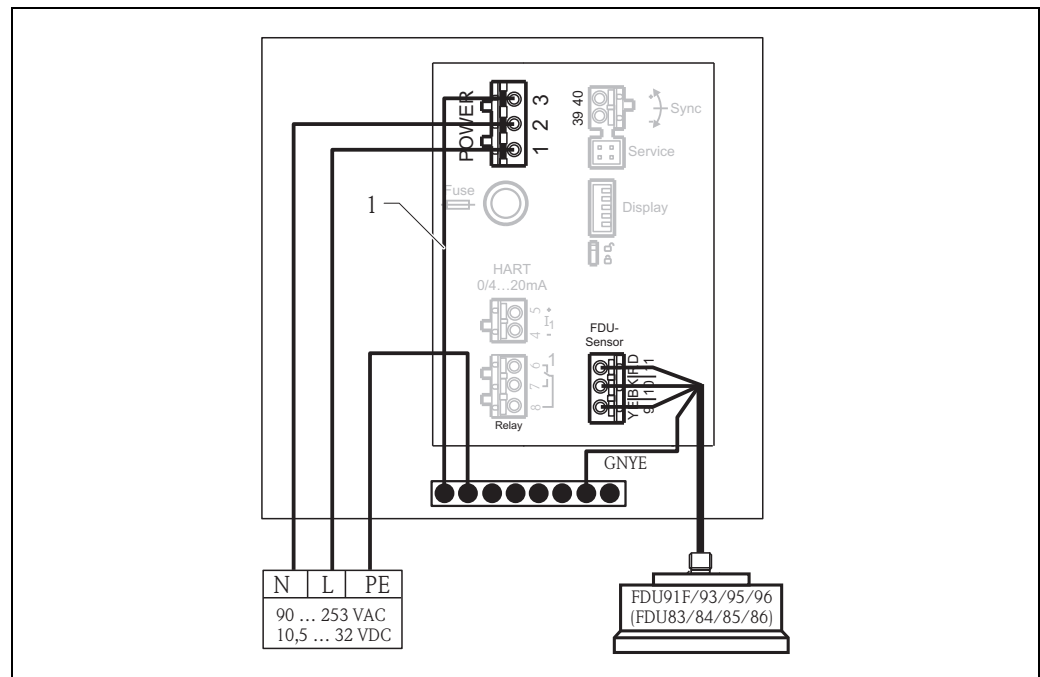 POWER
3
2
1
39 40
Sync
Service
Fuse
Display
1
HART
0/4...20mA
5 +
I1
4 -
6
1
7
8
Relay
FDU-
Sensor
YE BK RD
9 10 11
GNYE
N L PE
90 ... 253 VAC
10,5 ... 32 VDC
FDU91F/93/95/96
(FDU83/84/85/86)